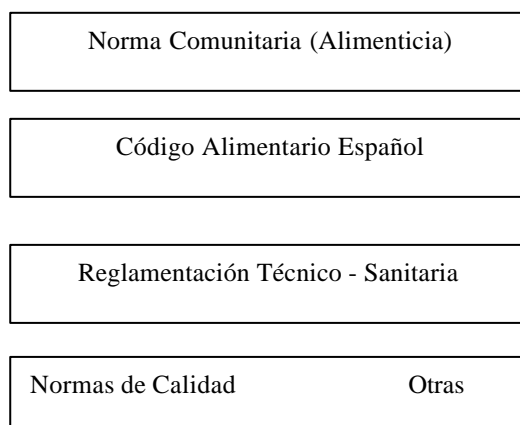 Norma Comunitaria (Alimenticia)
Código Alimentario Español
Reglamentación Técnico - Sanitaria
Normas de Calidad Otras